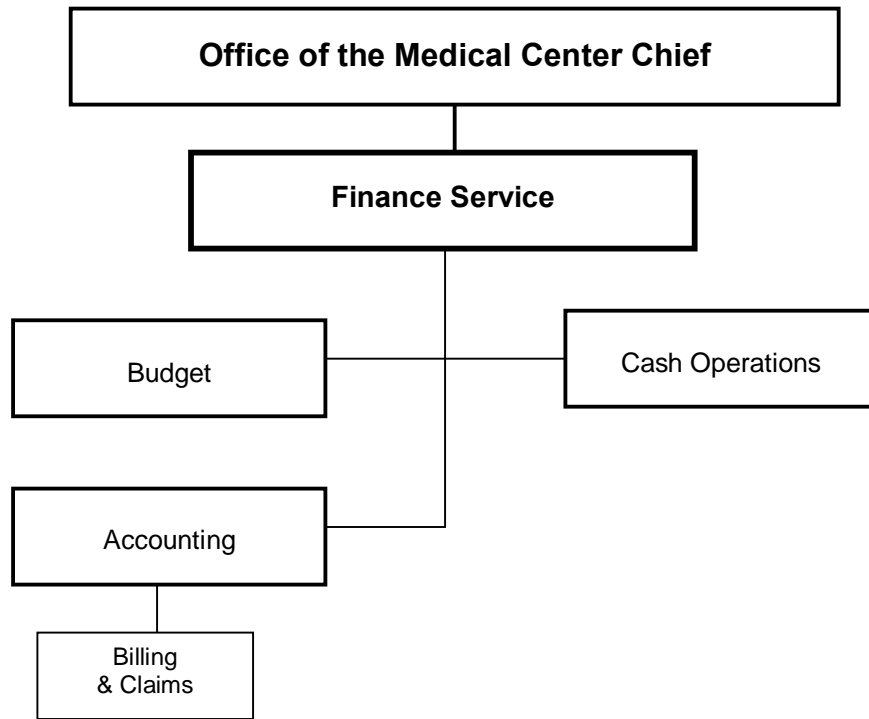 Office of the Medical Center Chief
Finance Service
Budget
Cash Operations
Accounting
Billing
& Claims